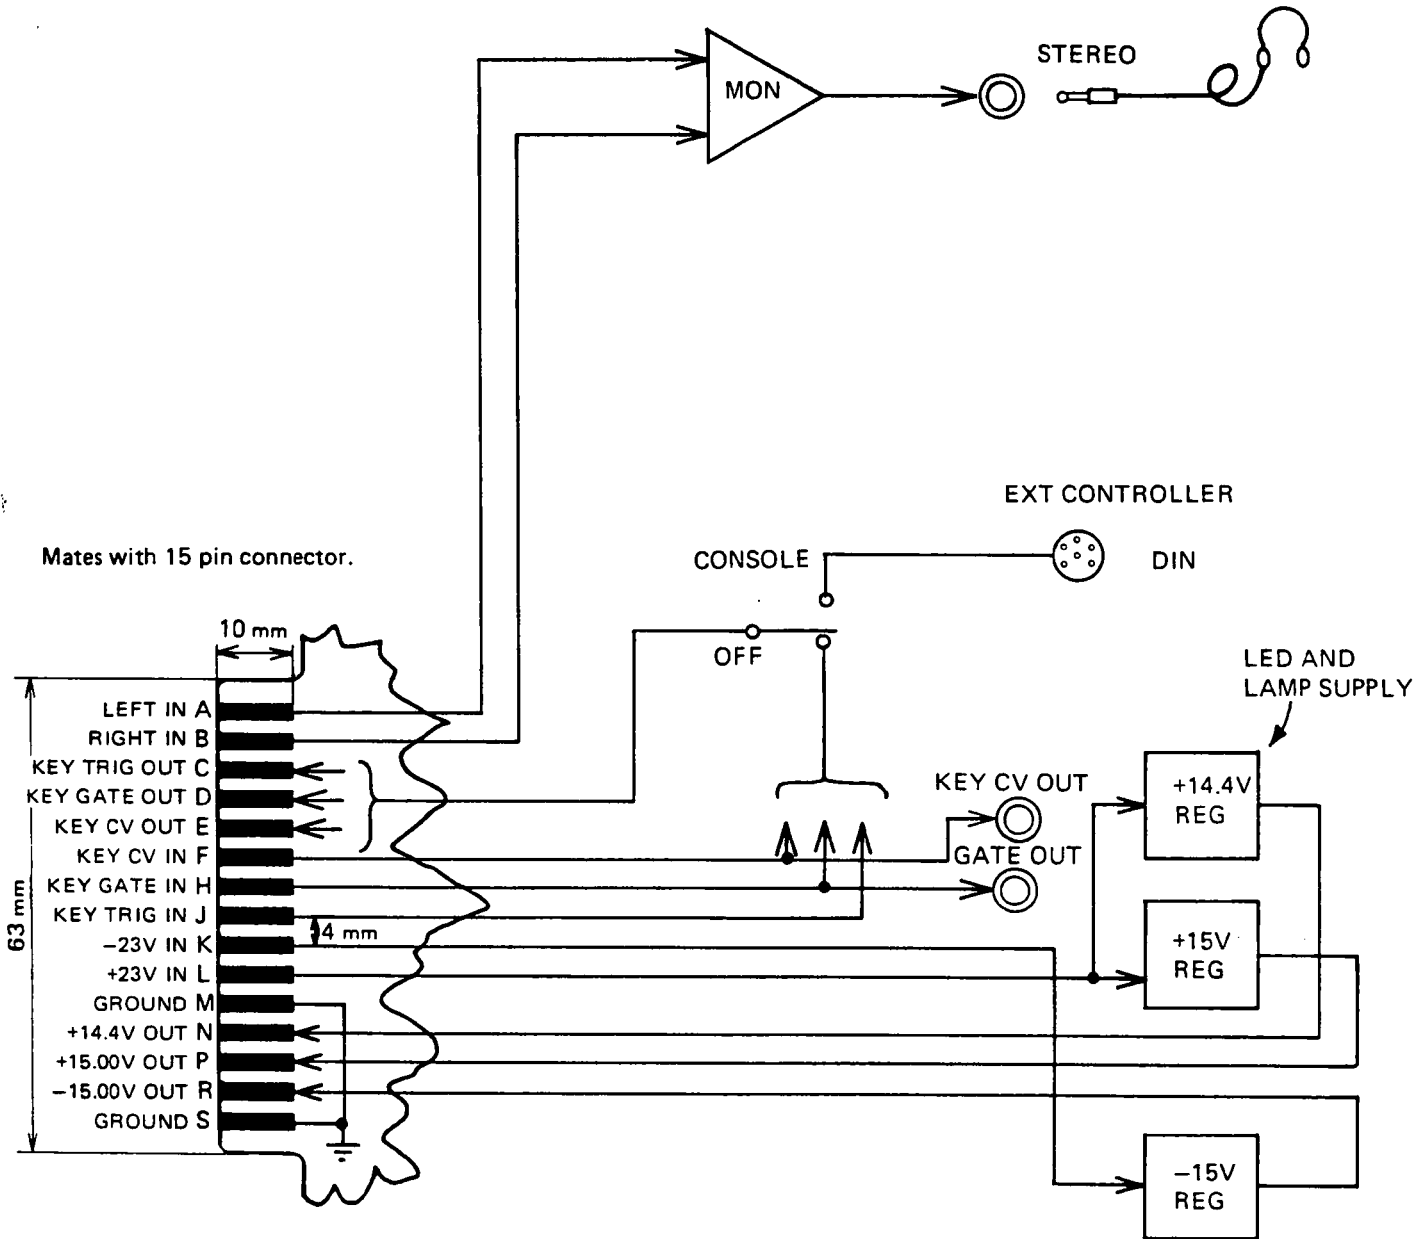 STEREO
MON
EXT CONTROLLER
Mates with 15 pin connector.
CONSOLE
DIN
10 mm
OFF
LED AND
LAMP SUPPLY
LEFT IN A
RIGHT IN B
KEY TRIG OUT C
KEY GATE OUT D
KEY CV OUT E
KEY CV IN F
KEY GATE IN H
KEY TRIG IN J
–23V IN K
+23V IN L
GROUND M
+14.4V OUT N
+15.00V OUT P
–15.00V OUT R
GROUND S
63 mm
4 mm
KEY CV OUT
GATE OUT
+14.4V
REG
+15V
REG
–15V
REG